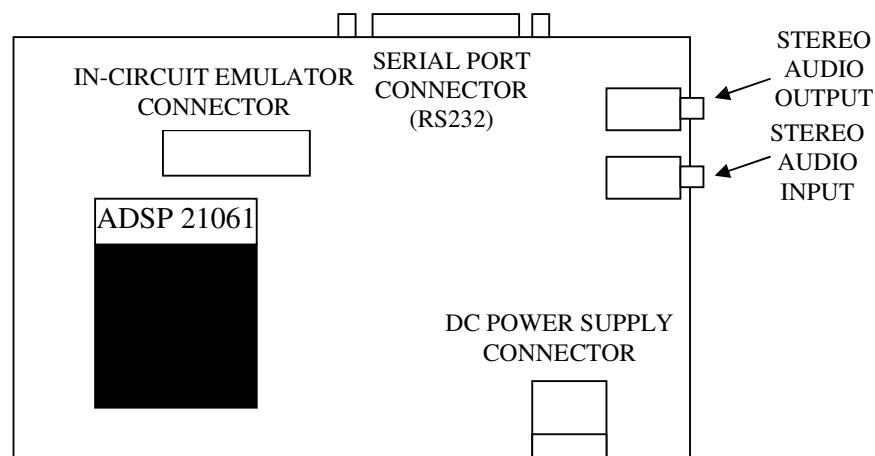 IN-CIRCUIT EMULATOR
CONNECTOR
SERIAL PORT
CONNECTOR
(RS232)
STEREO
AUDIO
OUTPUT
STEREO
AUDIO
INPUT
ADSP 21061
DC POWER SUPPLY
CONNECTOR